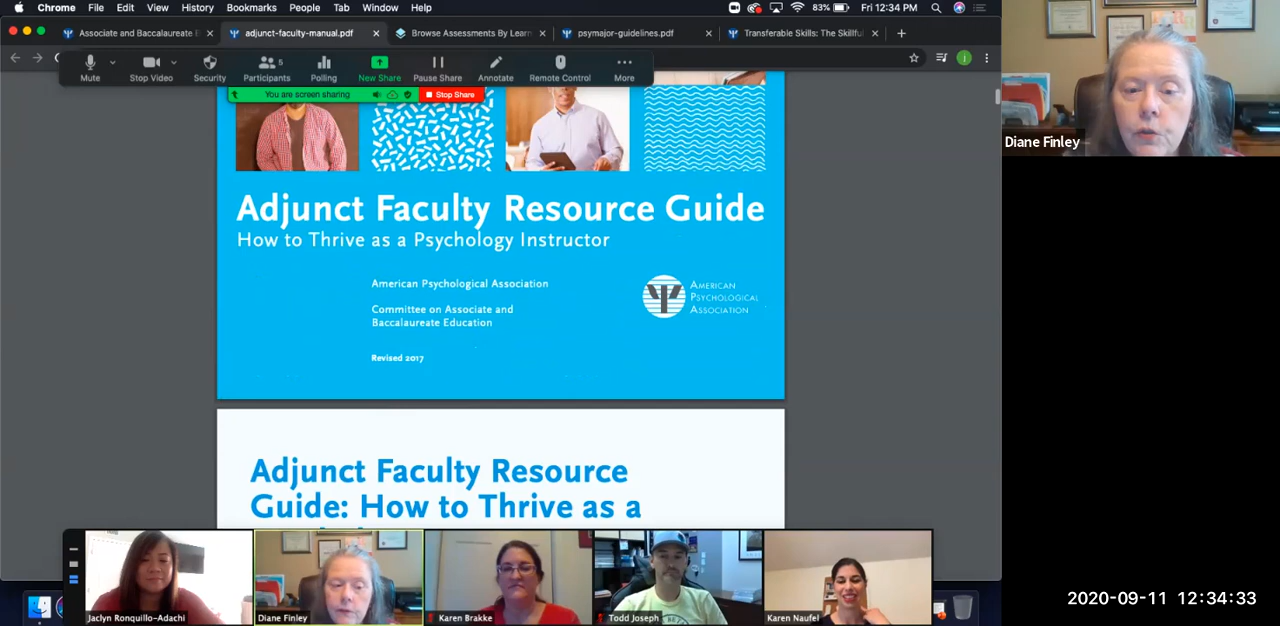 Chrome File Edit View History Bookmarks People Tab Window Help 83% Fri 12:34 PM
Associate and Baccalaureate E adjunct-faculty-manual.pdf Browse Assessments By Learn psymajor-guidelines.pdf Transferable Skills: The Skillful
Mute Stop Video Security Participants 5 Polling New Share Pause Share Annotate Remote Control More
You are screen sharing Stop Share
Diane Finley
Adjunct Faculty Resource Guide
How to Thrive as a Psychology Instructor
American Psychological Association
Committee on Associate and
Baccalaureate Education
AMERICAN
PSYCHOLOGICAL
ASSOCIATION
Revised 2017
Adjunct Faculty Resource
Guide: How to Thrive as a
Jaclyn Ronquillo-Adachi Diane Finley Karen Brakke Todd Joseph Karen Naufel
2020-09-11 12:34:33